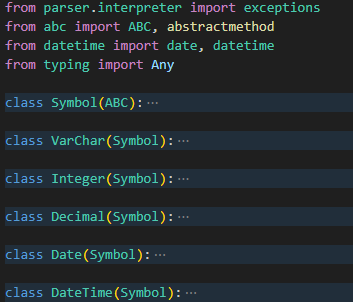 from parser.interpreter import exceptions
from abc import ABC, abstractmethod
from datetime import date, datetime
from typing import Any
class Symbol(ABC):···
class VarChar(Symbol):···
class Integer(Symbol):···
class Decimal(Symbol):···
class Date(Symbol):···
class DateTime(Symbol):···